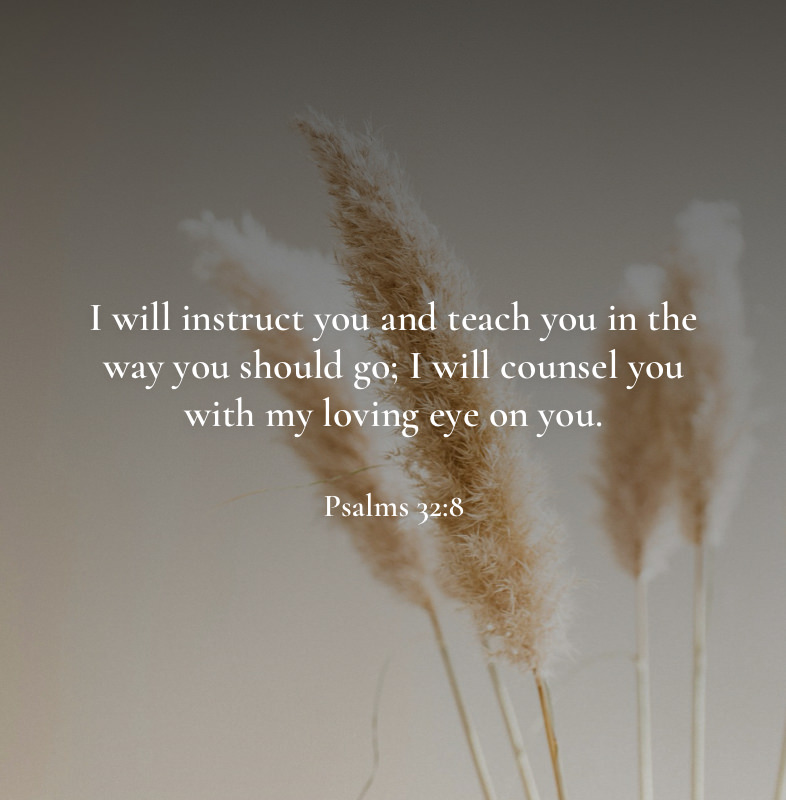 I will instruct you and teach you in the
way you should go; I will counsel you
with my loving eye on you.
Psalms 32:8